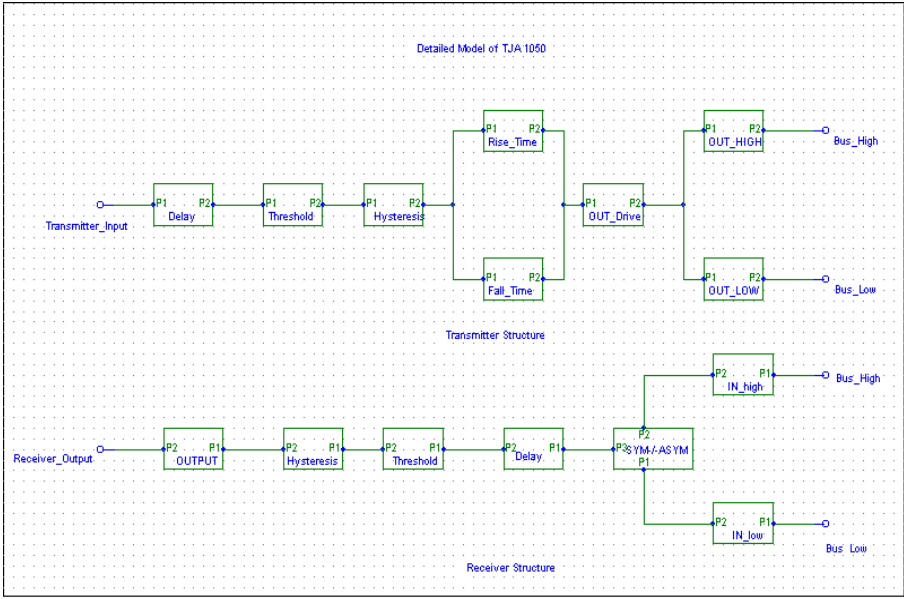 Detailed Model of TJA 1050
P1 P2
Rise_Time
P1 P2
OUT_HIGH
Bus_High
Transmitter_Input
P1 P2
Delay
P1 P2
Threshold
P1 P2
Hysteresis
P1 P2
OUT_Drive
P1 P2
Fall_Time
P1 P2
OUT_LOW
Bus_Low
Transmitter Structure
P2 P1
IN_high
Bus_High
Receiver_Output
P2 P1
OUTPUT
P2 P1
Hysteresis
P2 P1
Threshold
P2 P1
Delay
P2
P3 SYM-/-ASYM
P1
P2 P1
IN_low
Bus_Low
Receiver Structure